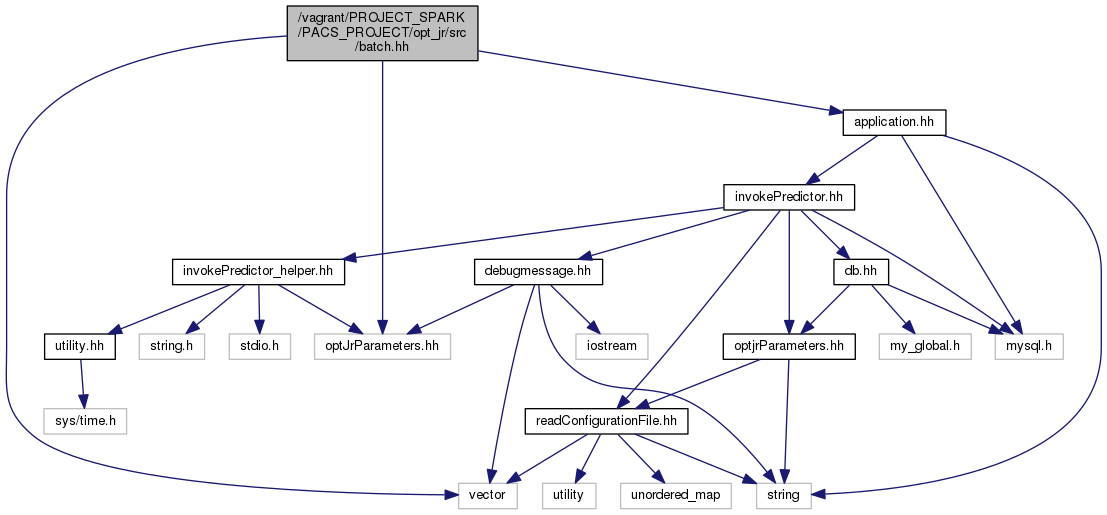 /vagrant/PROJECT_SPARK
/PACS_PROJECT/opt_jr/src
/batch.hh
application.hh
invokePredictor.hh
invokePredictor_helper.hh
debugmessage.hh
db.hh
utility.hh
string.h
stdio.h
optJrParameters.hh
iostream
optjrParameters.hh
my_global.h
mysql.h
sys/time.h
readConfigurationFile.hh
vector
utility
unordered_map
string